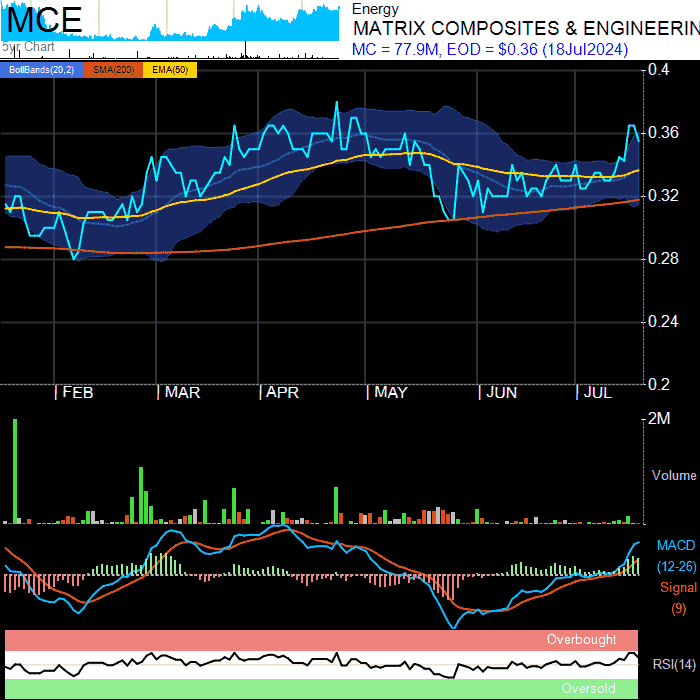 MCE
5yr Chart
Energy
MATRIX COMPOSITES & ENGINEERIN
MC = 77.9M, EOD = $0.36 (18Jul2024)
BollBands(20,2) SMA(200) EMA(50)
0.4
0.36
0.32
0.28
0.24
0.2
FEB MAR APR MAY JUN JUL
2M
Volume
MACD
(12-26)
Signal
(9)
Overbought
RSI(14)
Oversold